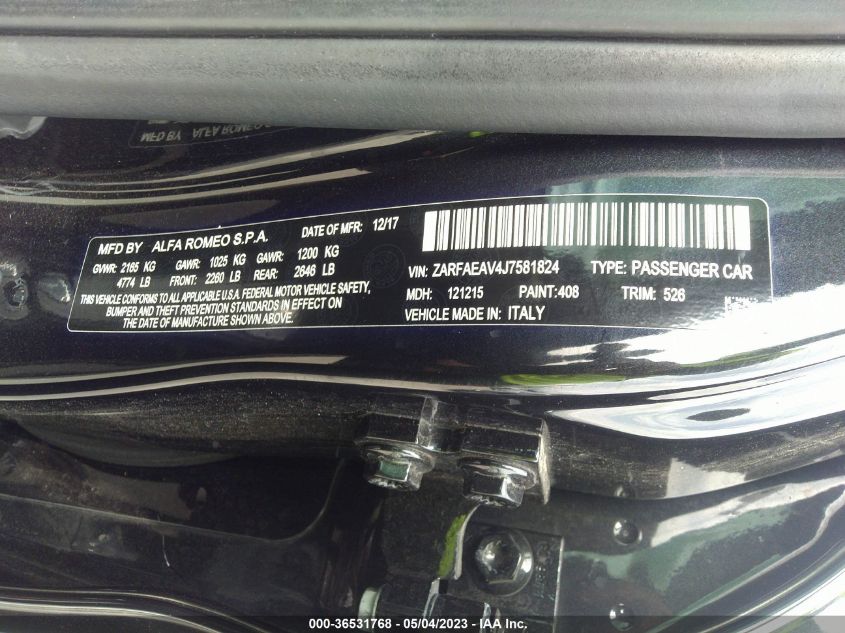 MFD BY ALFA ROMEO S.P.A. DATE OF MFR: 12/17
GVWR: 2165 KG GAWR: 1025 KG GAWR: 1200 KG
4774 LB FRONT: 2260 LB REAR: 2646 LB
THIS VEHICLE CONFORMS TO ALL APPLICABLE U.S.A. FEDERAL MOTOR VEHICLE SAFETY,
BUMPER AND THEFT PREVENTION STANDARDS IN EFFECT ON
THE DATE OF MANUFACTURE SHOWN ABOVE.
VIN: ZARFAEAV4J7581824 TYPE: PASSENGER CAR
MDH: 121215 PAINT: 408 TRIM: 526
VEHICLE MADE IN: ITALY
000-36531768 - 05/04/2023 - IAA Inc.